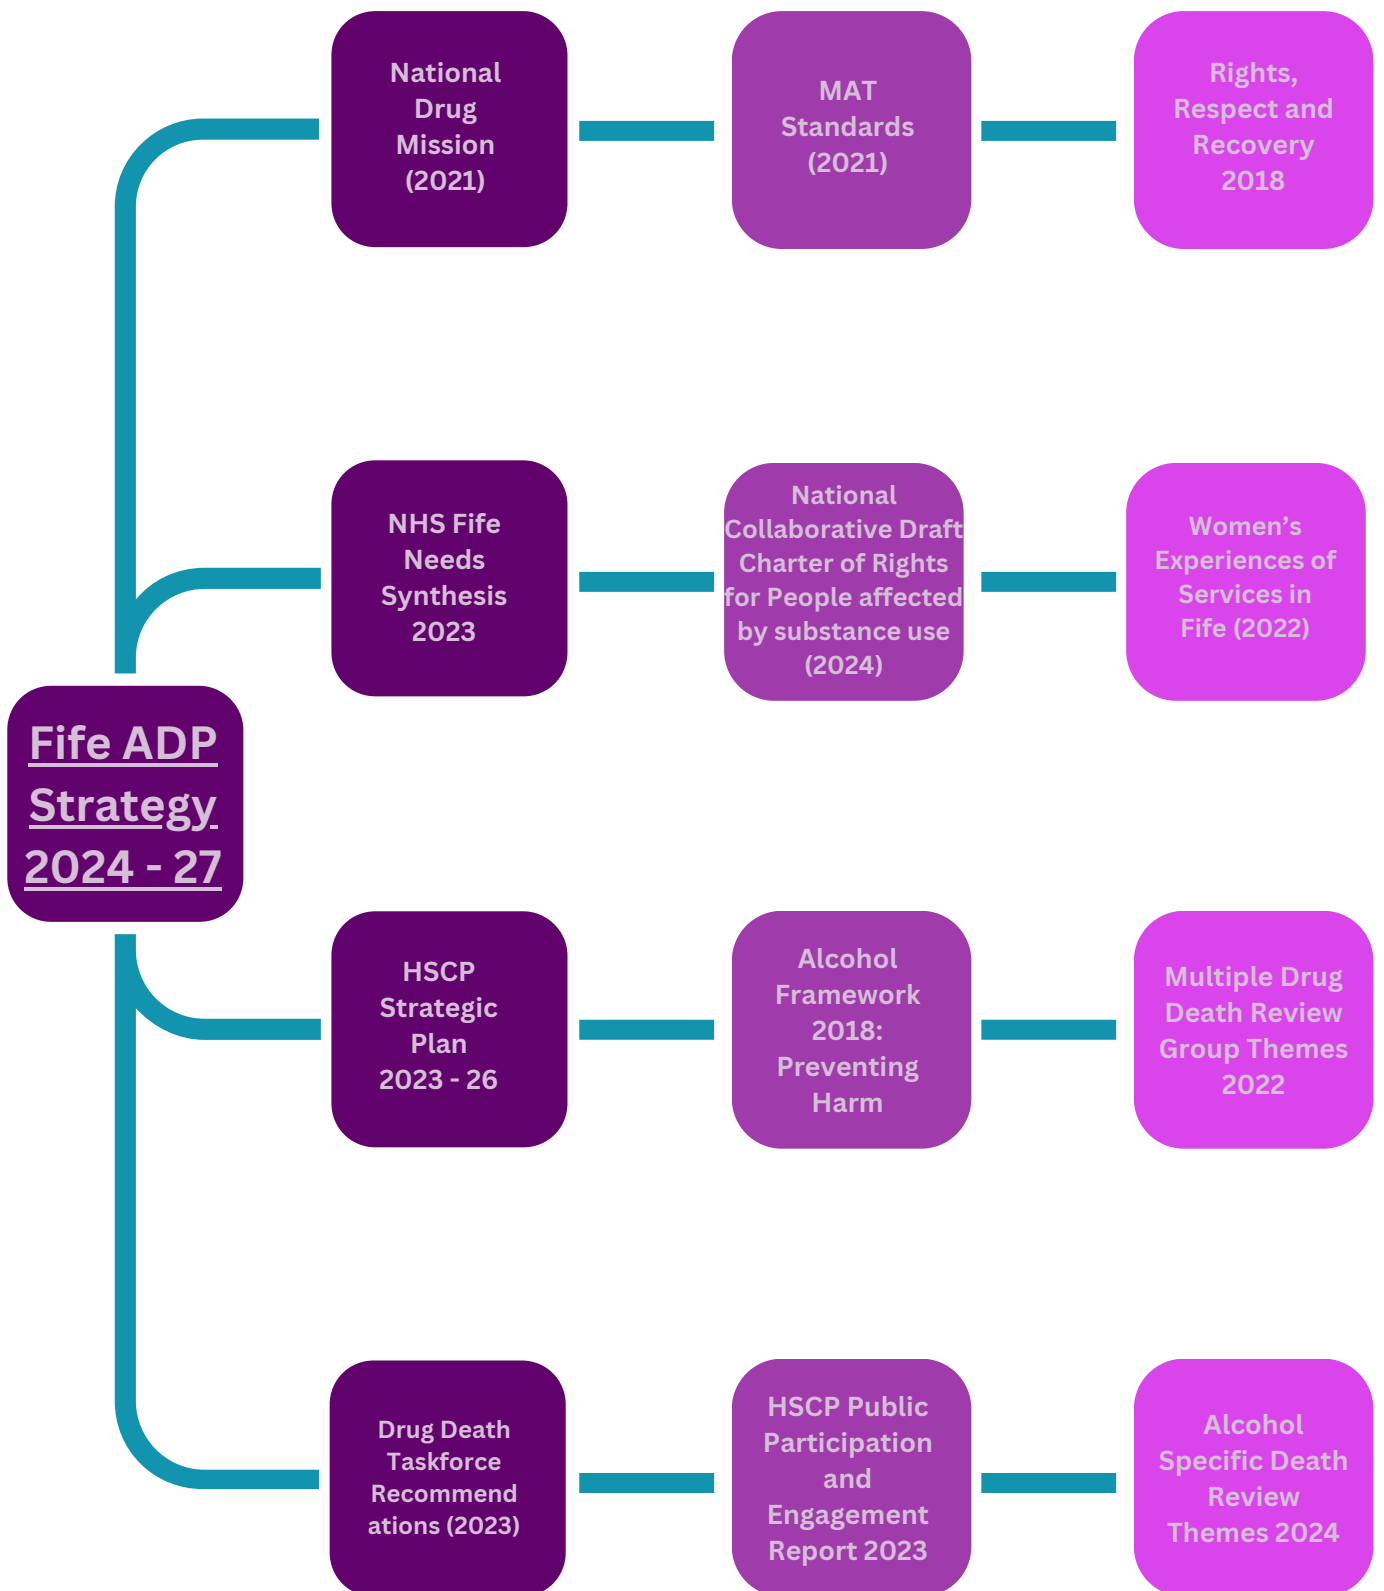 National
Drug
Mission
(2021)
MAT
Standards
(2021)
Rights,
Respect and
Recovery
2018
NHS Fife
Needs
Synthesis
2023
National
Collaborative Draft
Charter of Rights
for People affected
by substance use
(2024)
Women’s
Experiences of
Services in
Fife (2022)
Fife ADP
Strategy
2024 - 27
HSCP
Strategic
Plan
2023 - 26
Alcohol
Framework
2018:
Preventing
Harm
Multiple Drug
Death Review
Group Themes
2022
Drug Death
Taskforce
Recommend
ations (2023)
HSCP Public
Participation
and
Engagement
Report 2023
Alcohol
Specific Death
Review
Themes 2024